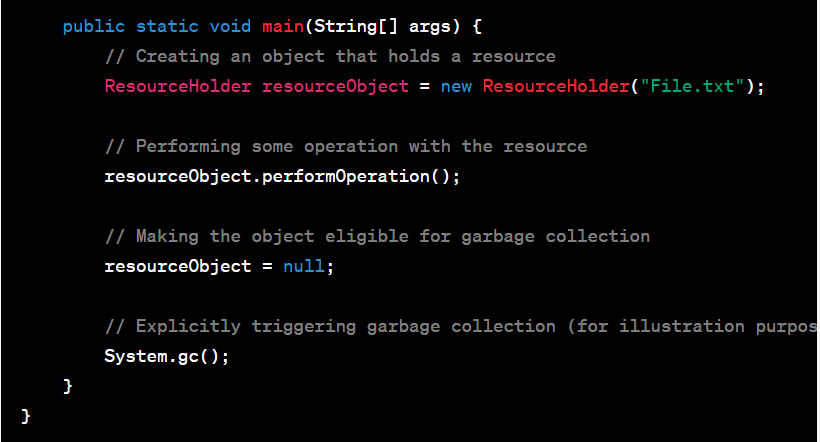 public static void main(String[] args) {
// Creating an object that holds a resource
ResourceHolder resourceObject = new ResourceHolder("File.txt");
// Performing some operation with the resource
resourceObject.performOperation();
// Making the object eligible for garbage collection
resourceObject = null;
// Explicitly triggering garbage collection (for illustration purpos
System.gc();
}
}